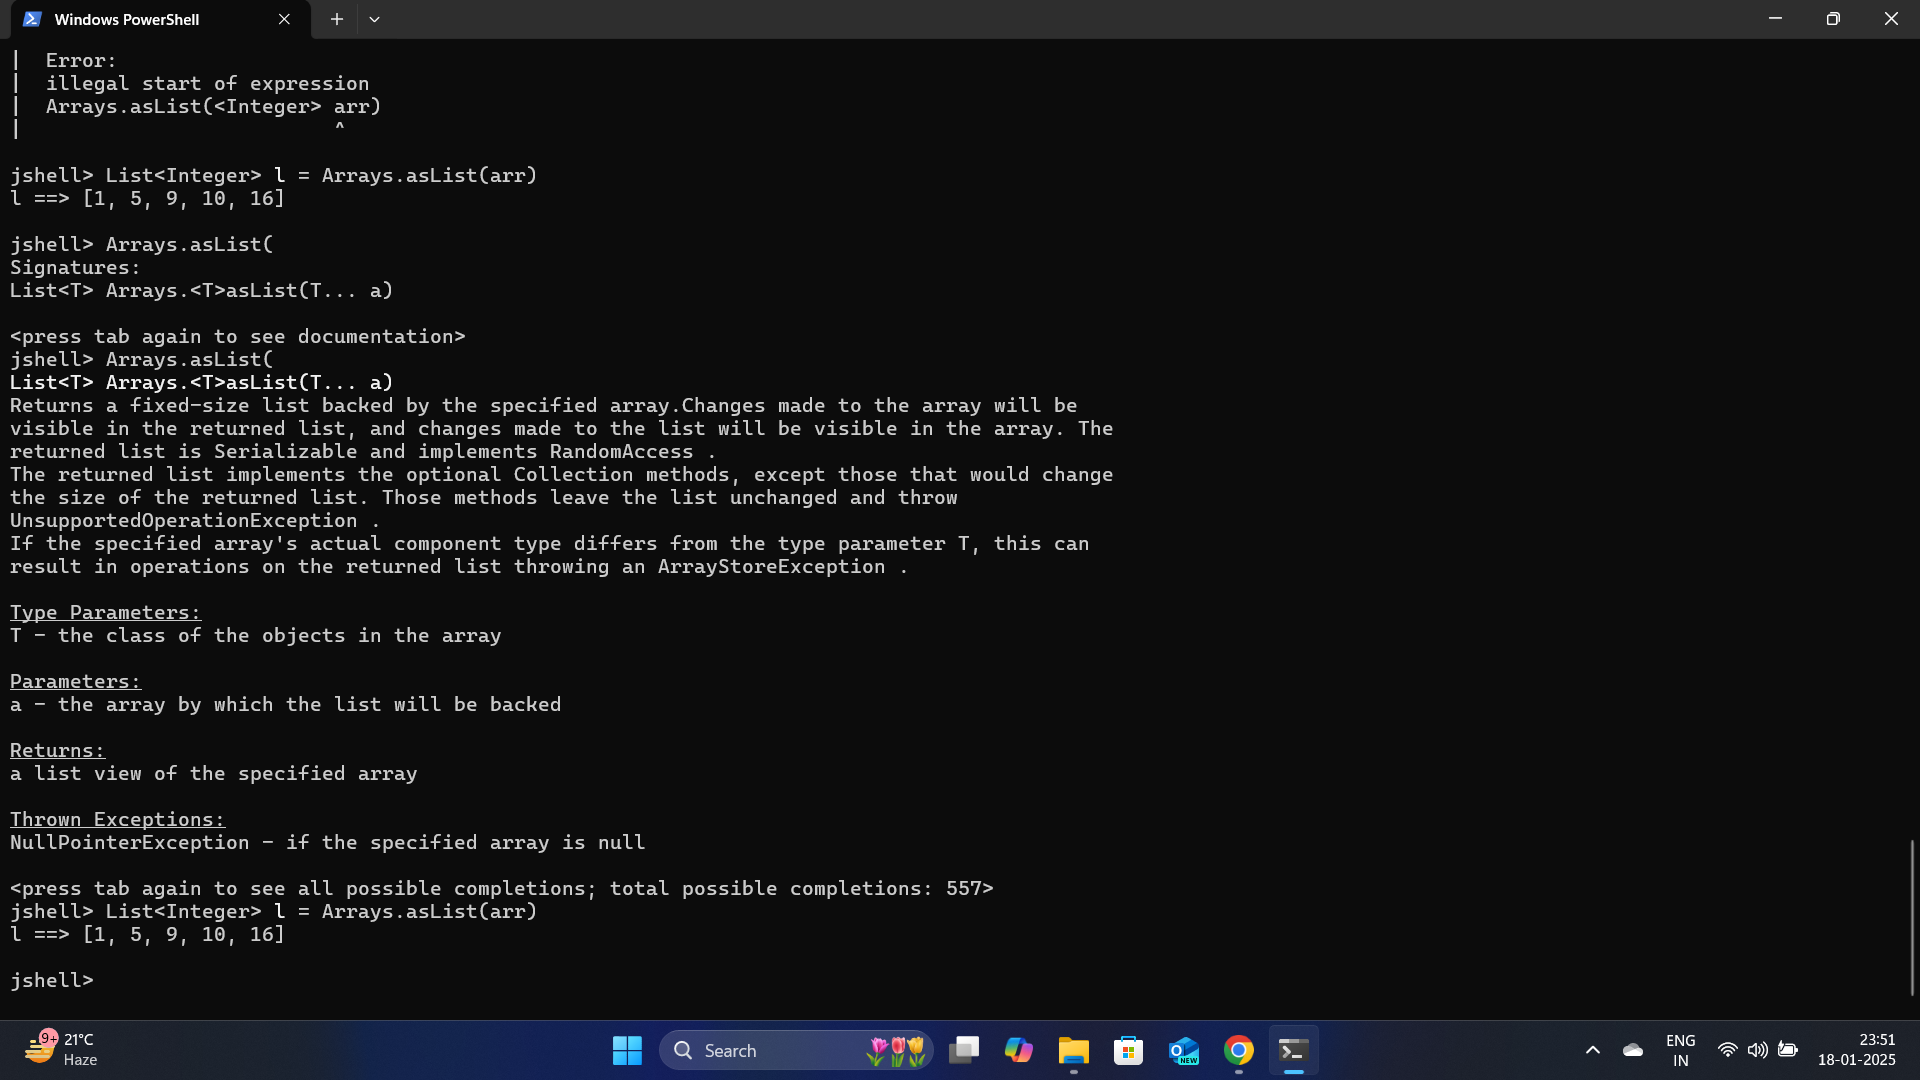 Windows PowerShell
|  Error:
|  illegal start of expression
|  Arrays.asList(<Integer> arr)
|                         ^
jshell> List<Integer> l = Arrays.asList(arr)
l ==> [1, 5, 9, 10, 16]
jshell> Arrays.asList(
Signatures:
List<T> Arrays.<T>asList(T... a)
<press tab again to see documentation>
jshell> Arrays.asList(
List<T> Arrays.<T>asList(T... a)
Returns a fixed-size list backed by the specified array.Changes made to the array will be
visible in the returned list, and changes made to the list will be visible in the array. The
returned list is Serializable and implements RandomAccess .
The returned list implements the optional Collection methods, except those that would change
the size of the returned list. Those methods leave the list unchanged and throw
UnsupportedOperationException .
If the specified array's actual component type differs from the type parameter T, this can
result in operations on the returned list throwing an ArrayStoreException .
Type Parameters:
T - the class of the objects in the array
Parameters:
a - the array by which the list will be backed
Returns:
a list view of the specified array
Thrown Exceptions:
NullPointerException - if the specified array is null
<press tab again to see all possible completions; total possible completions: 557>
jshell> List<Integer> l = Arrays.asList(arr)
l ==> [1, 5, 9, 10, 16]
jshell>
9+
21°C
Haze
Search
NEW
ENG
IN
23:51
18-01-2025